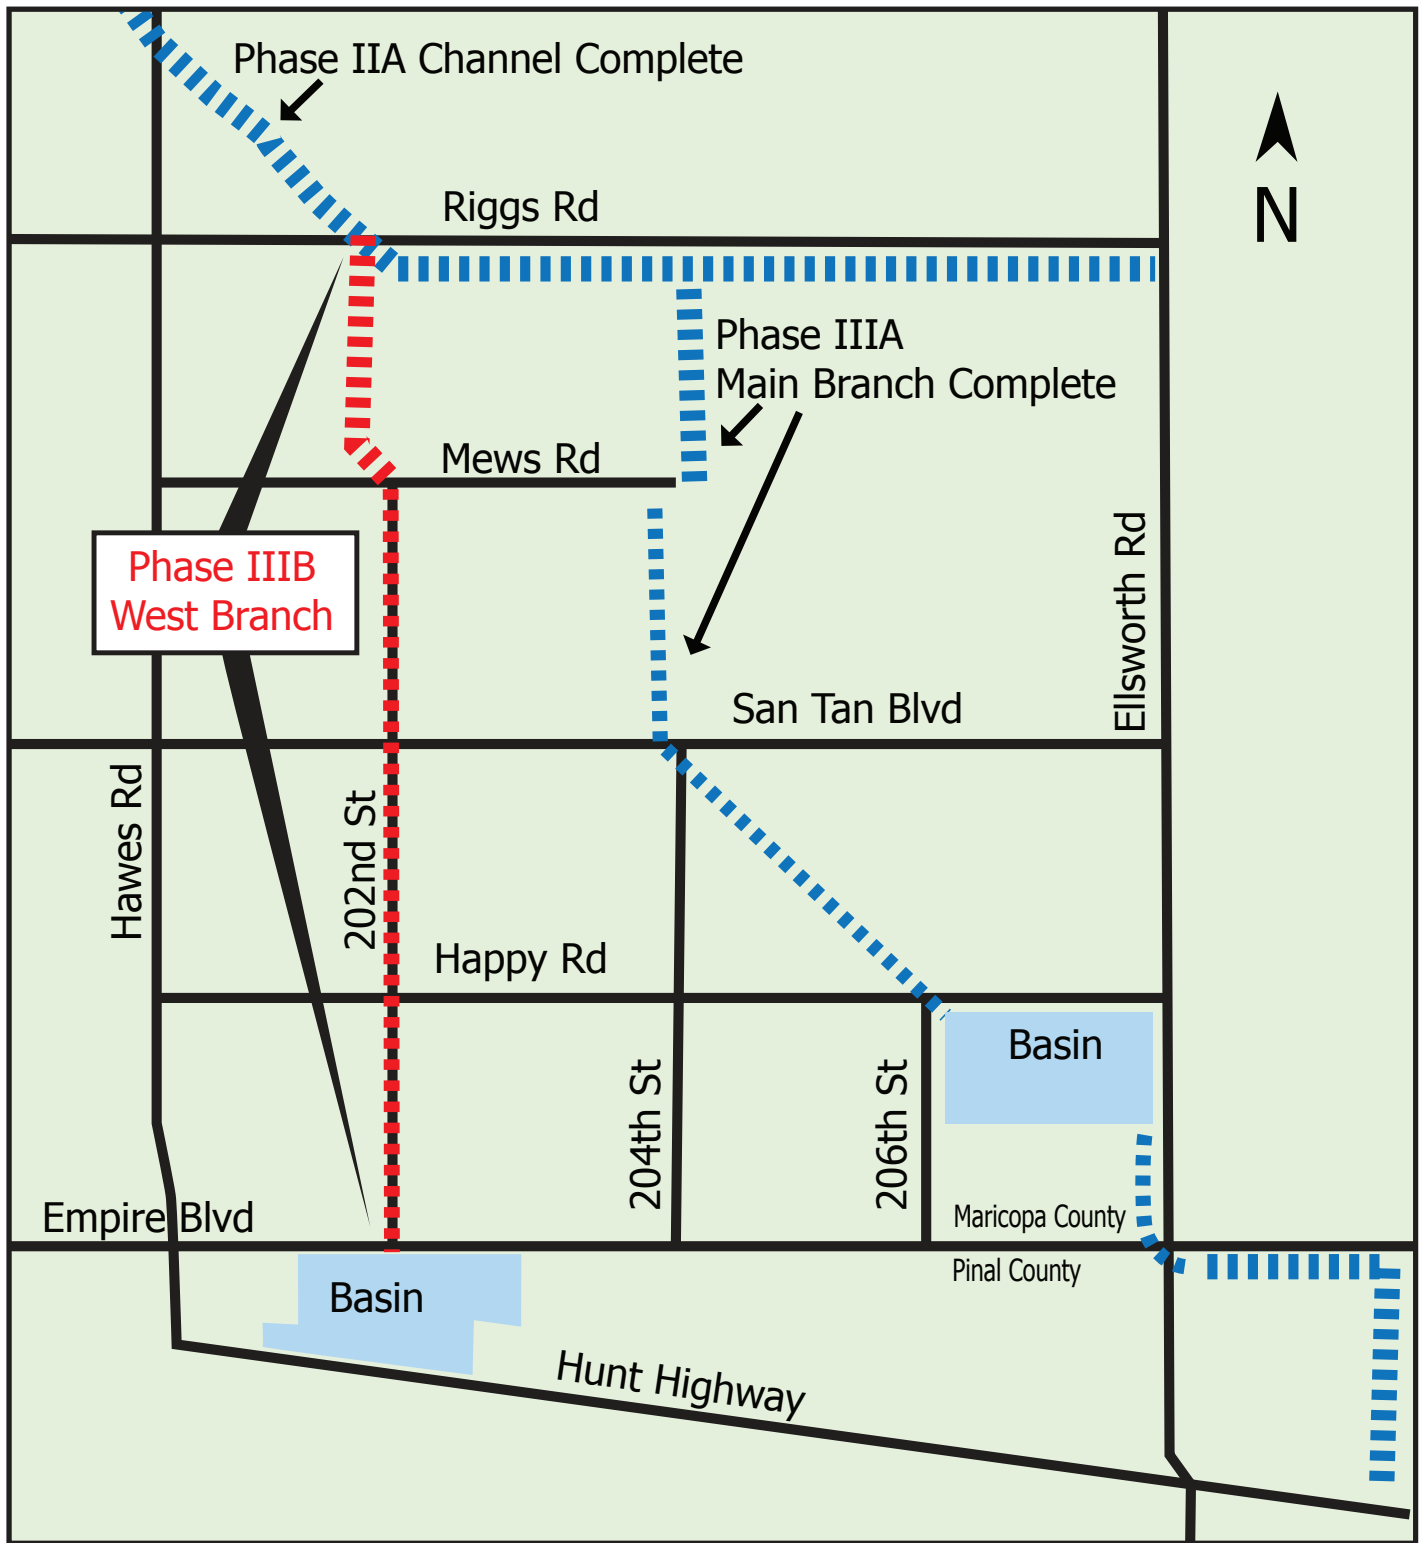 Phase IIA Channel Complete
N
Riggs Rd
Phase IIIA
Main Branch Complete
Mews Rd
Phase IIIB
West Branch
Ellsworth Rd
San Tan Blvd
Hawes Rd
202nd St
Happy Rd
Basin
204th St
206th St
Empire Blvd
Maricopa County
Pinal County
Basin
Hunt Highway